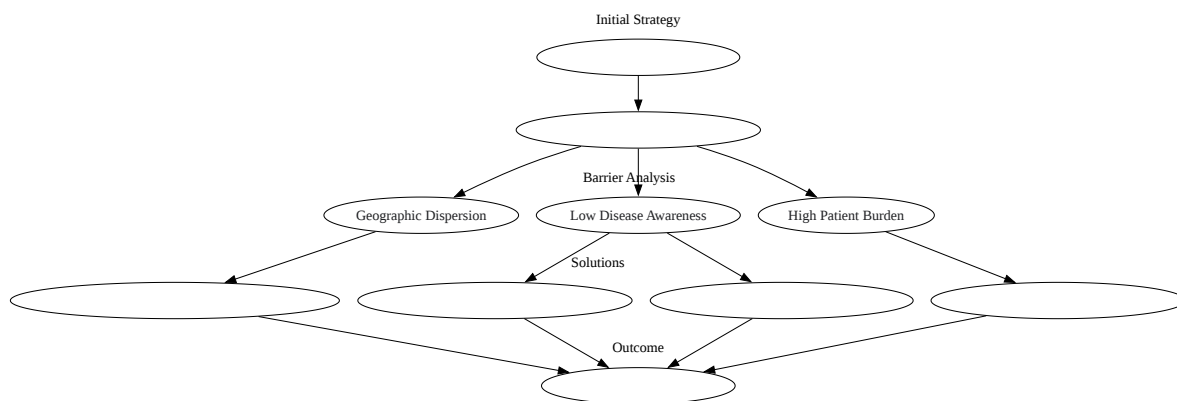 Initial Strategy
Barrier Analysis
Geographic Dispersion
Low Disease Awareness
High Patient Burden
Solutions
Outcome